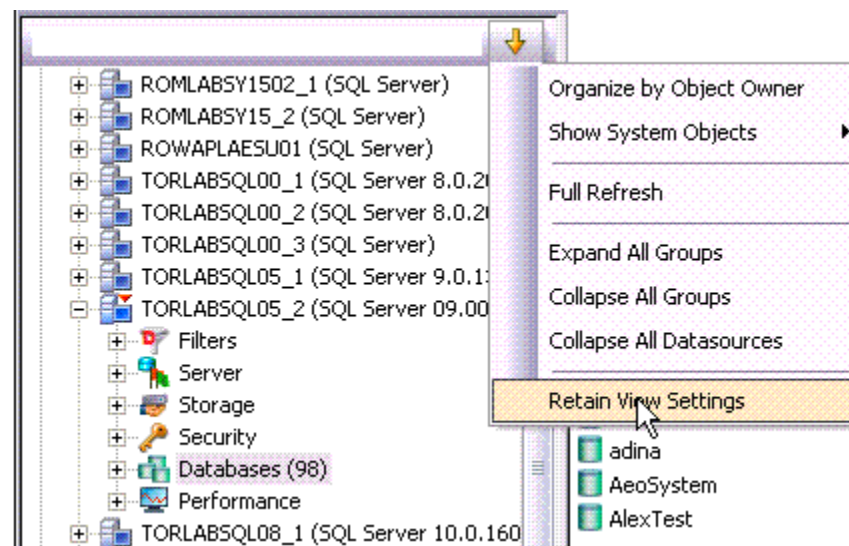 ROMLABSY1502_1 (SQL Server)
ROMLABSY15_2 (SQL Server)
ROWAPLAESU01 (SQL Server)
TORLABSQL00_1 (SQL Server 8.0.20
TORLABSQL00_2 (SQL Server 8.0.20
TORLABSQL00_3 (SQL Server)
TORLABSQL05_1 (SQL Server 9.0.13
TORLABSQL05_2 (SQL Server 09.00
Filters
Server
Storage
Security
Databases (98)
Performance
TORLABSQL08_1 (SQL Server 10.0.160
Organize by Object Owner
Show System Objects
Full Refresh
Expand All Groups
Collapse All Groups
Collapse All Datasources
Retain View Settings
adina
AeoSystem
AlexTest